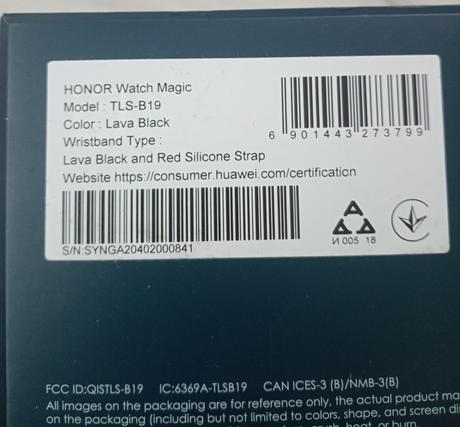 HONOR Watch Magic
Model : TLS-B19
Color : Lava Black
Wristband Type :
Lava Black and Red Silicone Strap
Website https://consumer.huawei.com/certification
6 901443 273799
S/N:SYNGA20402000841
И 005 18
FCC ID:QISTLS-B19 IC:6369A-TLSB19 CAN ICES-3 (B)/NMB-3(B)
All images on the packaging are for reference only, the actual product
on the packaging (including but not limited to colors, shape, and screen
heat, or burn